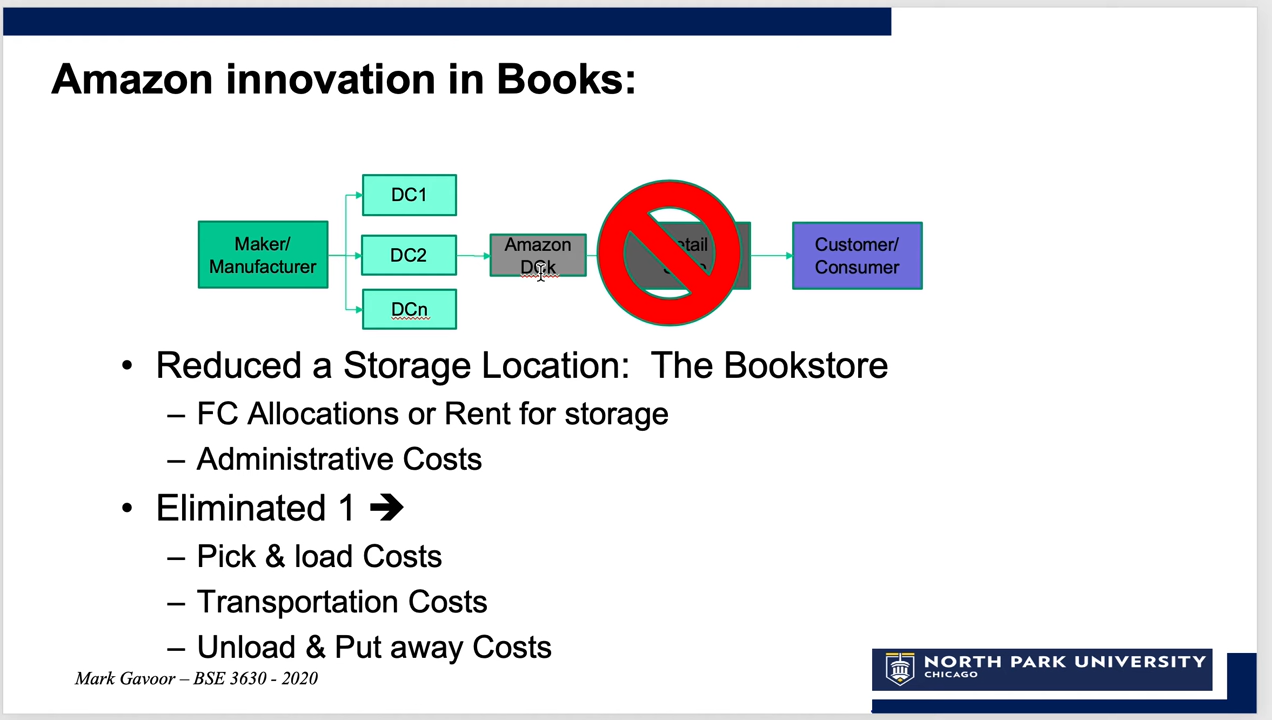 Amazon innovation in Books:
DC1
Maker/
Manufacturer
DC2
Amazon
DCk
Customer/
Consumer
DCn
• Reduced a Storage Location: The Bookstore
– FC Allocations or Rent for storage
– Administrative Costs
• Eliminated 1 ➔
– Pick & load Costs
– Transportation Costs
– Unload & Put away Costs
Mark Gavoor – BSE 3630 - 2020
NORTH PARK UNIVERSITY
CHICAGO